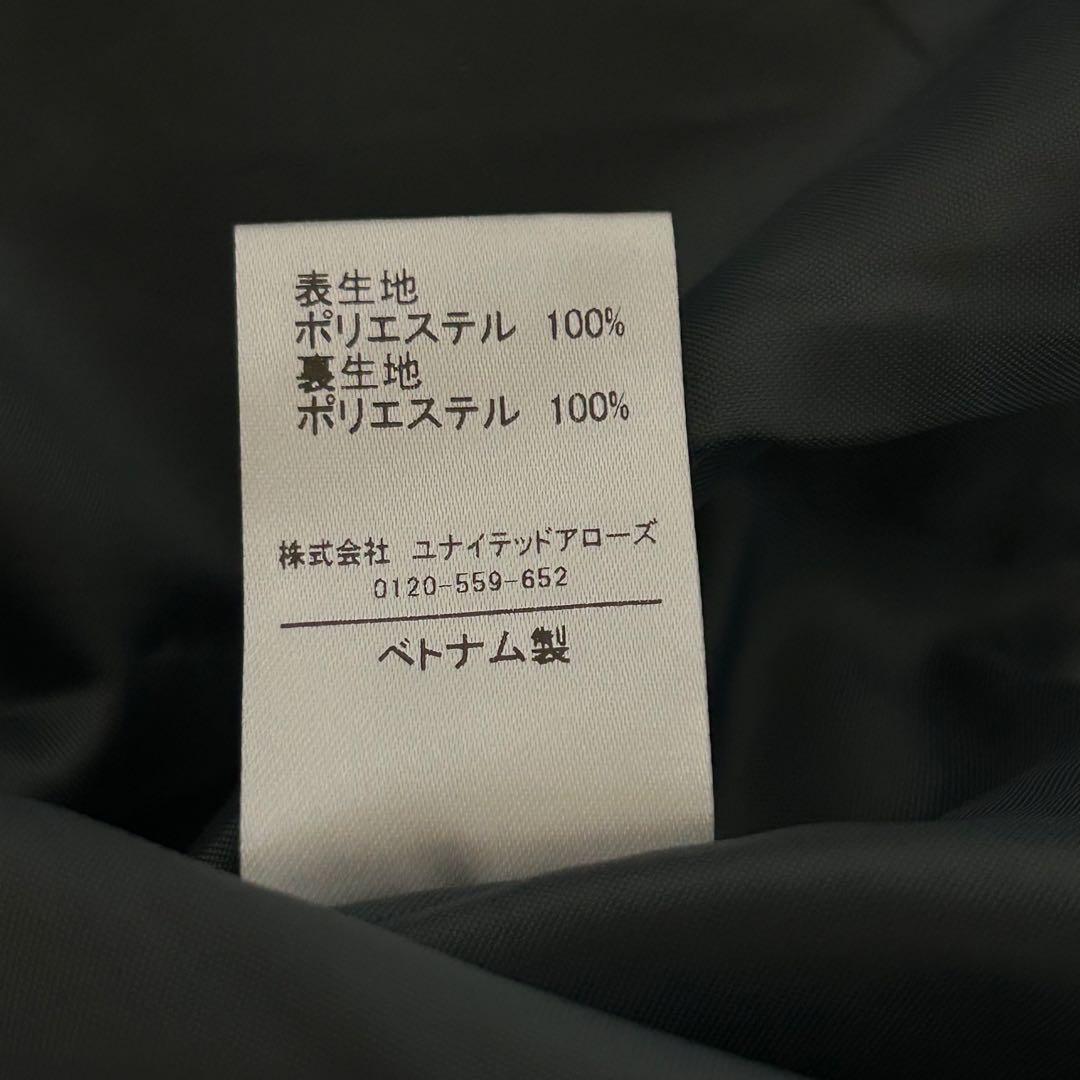 表生地
ポリエステル 100%
裏生地
ポリエステル 100%
株式会社 ユナイテッドアローズ
0120-559-652
ベトナム製